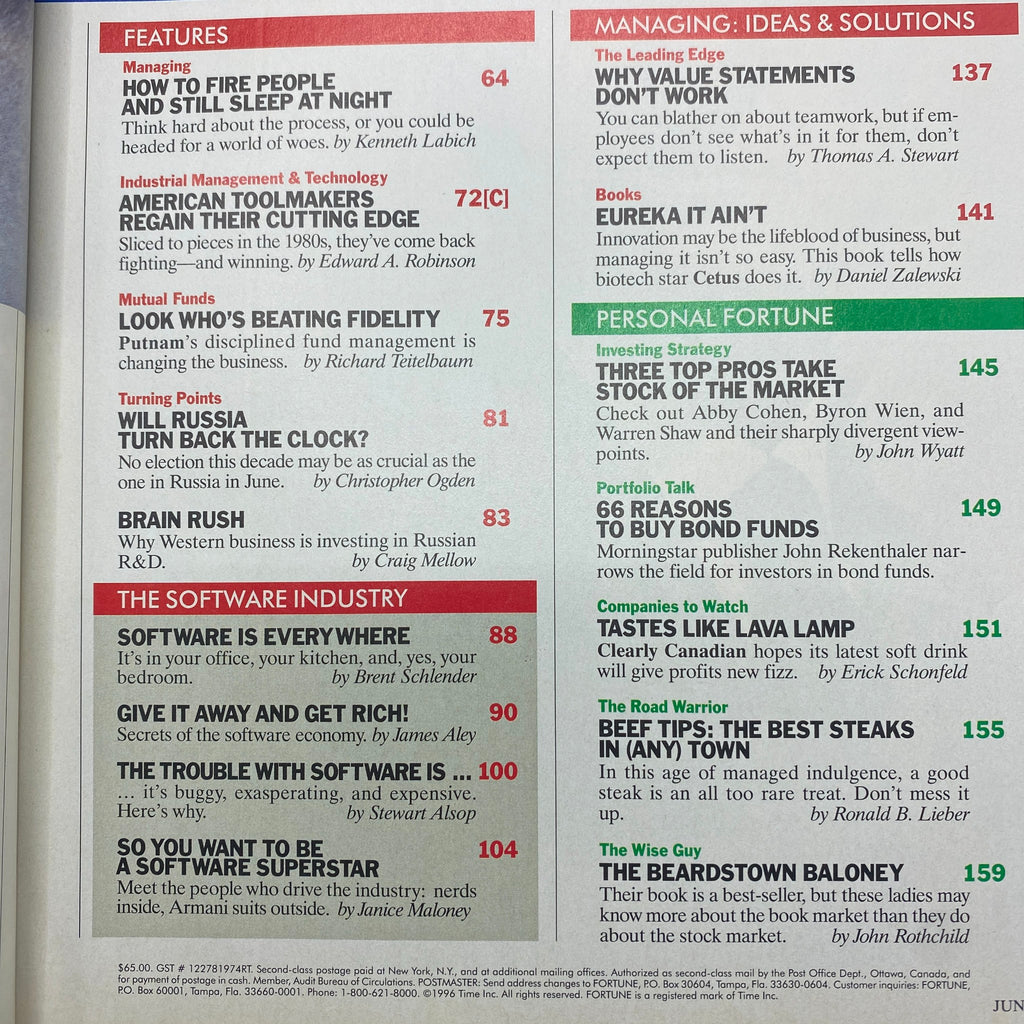 FEATURES
Managing
HOW TO FIRE PEOPLE 64
AND STILL SLEEP AT NIGHT
Think hard about the process, or you could be
headed for a world of woes. by Kenneth Labich
Industrial Management & Technology
AMERICAN TOOLMAKERS 72[C]
REGAIN THEIR CUTTING EDGE
Sliced to pieces in the 1980s, they've come back
fighting—and winning. by Edward A. Robinson
Mutual Funds
LOOK WHO'S BEATING FIDELITY 75
Putnam's disciplined fund management is
changing the business. by Richard Teitelbaum
Turning Points
WILL RUSSIA 81
TURN BACK THE CLOCK?
No election this decade may be as crucial as the
one in Russia in June. by Christopher Ogden
BRAIN RUSH 83
Why Western business is investing in Russian
R&D. by Craig Mellow
THE SOFTWARE INDUSTRY
SOFTWARE IS EVERYWHERE 88
It's in your office, your kitchen, and, yes, your
bedroom. by Brent Schlender
GIVE IT AWAY AND GET RICH! 90
Secrets of the software economy. by James Aley
THE TROUBLE WITH SOFTWARE IS ... 100
... it's buggy, exasperating, and expensive.
Here's why. by Stewart Alsop
SO YOU WANT TO BE 104
A SOFTWARE SUPERSTAR
Meet the people who drive the industry: nerds
inside, Armani suits outside. by Janice Maloney
MANAGING: IDEAS & SOLUTIONS
The Leading Edge
WHY VALUE STATEMENTS 137
DON'T WORK
You can blather on about teamwork, but if em-
ployees don't see what's in it for them, don't
expect them to listen. by Thomas A. Stewart
Books
EUREKA IT AIN'T 141
Innovation may be the lifeblood of business, but
managing it isn't so easy. This book tells how
biotech star Cetus does it. by Daniel Zalewski
PERSONAL FORTUNE
Investing Strategy
THREE TOP PROS TAKE 145
STOCK OF THE MARKET
Check out Abby Cohen, Byron Wien, and
Warren Shaw and their sharply divergent view-
points. by John Wyatt
Portfolio Talk
66 REASONS 149
TO BUY BOND FUNDS
Morningstar publisher John Rekenthaler nar-
rows the field for investors in bond funds.
Companies to Watch
TASTES LIKE LAVA LAMP 151
Clearly Canadian hopes its latest soft drink
will give profits new fizz. by Erick Schonfeld
The Road Warrior
BEEF TIPS: THE BEST STEAKS 155
IN (ANY) TOWN
In this age of managed indulgence, a good
steak is an all too rare treat. Don't mess it
up. by Ronald B. Lieber
The Wise Guy
THE BEARDSTOWN BALONEY 159
Their book is a best-seller, but these ladies may
know more about the book market than they do
about the stock market. by John Rothchild
$65.00. GST # 122781974RT. Second-class postage paid at New York, N.Y., and at additional mailing offices. Authorized as second-class mail by the Post Office Dept., Ottawa, Canada, and
for payment of postage in cash. Member, Audit Bureau of Circulations. POSTMASTER: Send address changes to FORTUNE, P.O. Box 30604, Tampa, Fla. 33630-0604. Customer inquiries: FORTUNE,
P.O. Box 60001, Tampa, Fla. 33660-0001. Phone: 1-800-621-8000. ©1996 Time Inc. All rights reserved. FORTUNE is a registered mark of Time Inc.
JUN